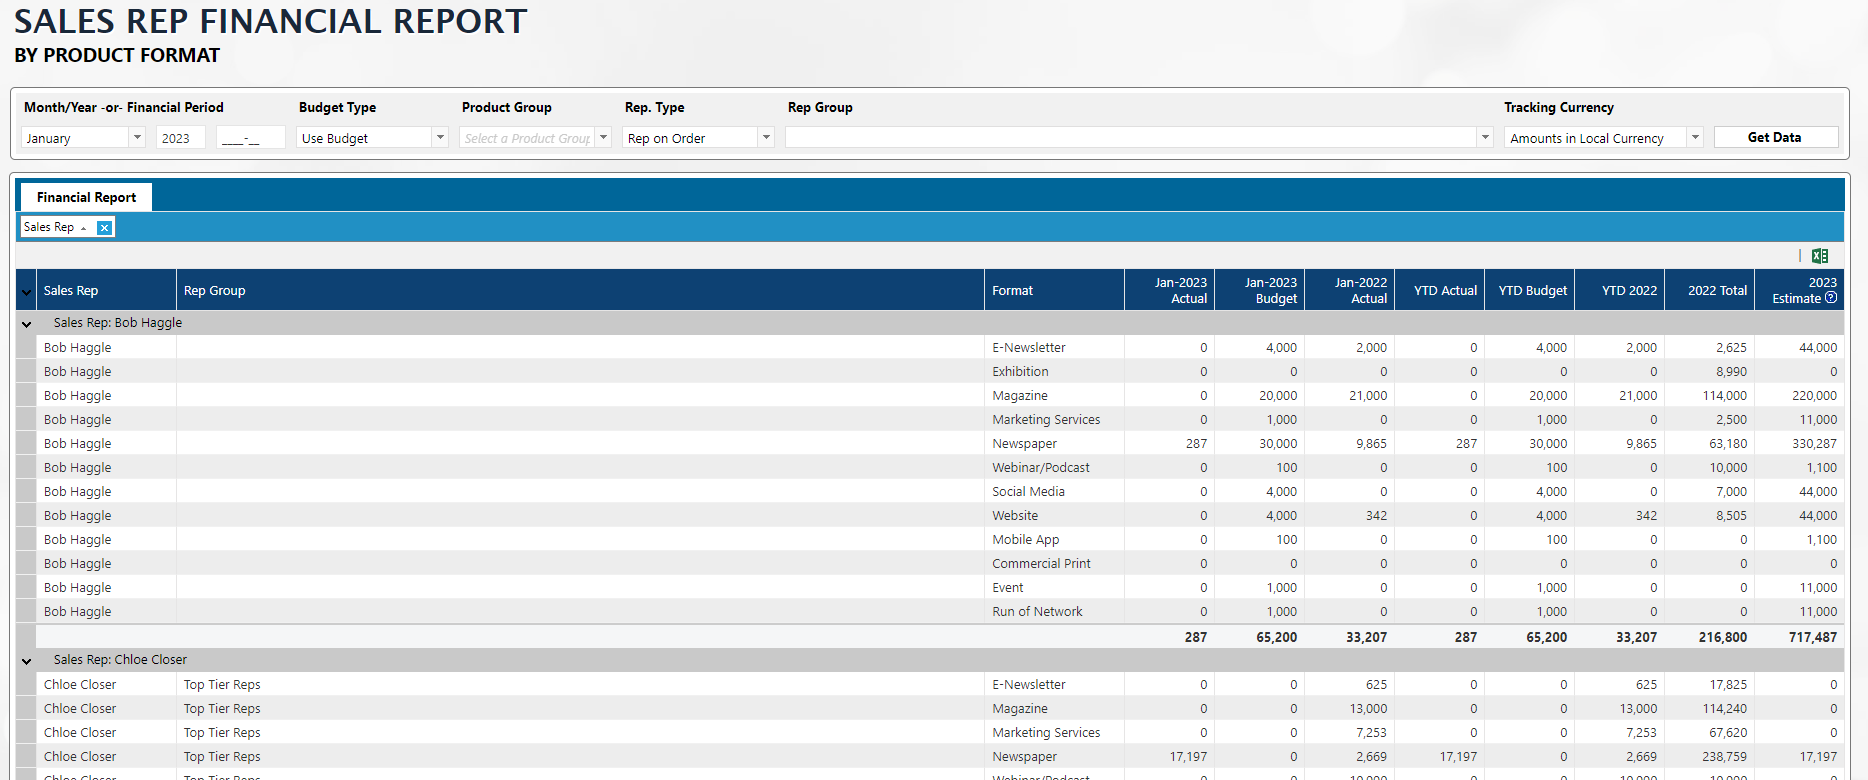 SALES REP FINANCIAL REPORT
BY PRODUCT FORMAT
Month/Year -or- Financial Period Budget Type Product Group Rep. Type Rep Group Tracking Currency
January 2023 ____-__ Use Budget Select a Product Group Rep on Order Amounts in Local Currency Get Data
Financial Report
Sales Rep
Sales Rep Rep Group Format Jan-2023 Actual Jan-2023 Budget Jan-2022 Actual YTD Actual YTD Budget YTD 2022 2022 Total 2023 Estimate
Sales Rep: Bob Haggle
Bob Haggle E-Newsletter 0 4,000 2,000 0 4,000 2,000 2,625 44,000
Bob Haggle Exhibition 0 0 0 0 0 0 8,990 0
Bob Haggle Magazine 0 20,000 21,000 0 20,000 21,000 114,000 220,000
Bob Haggle Marketing Services 0 1,000 0 0 1,000 0 2,500 11,000
Bob Haggle Newspaper 287 30,000 9,865 287 30,000 9,865 63,180 330,287
Bob Haggle Webinar/Podcast 0 100 0 0 100 0 10,000 1,100
Bob Haggle Social Media 0 4,000 0 0 4,000 0 7,000 44,000
Bob Haggle Website 0 4,000 342 0 4,000 342 8,505 44,000
Bob Haggle Mobile App 0 100 0 0 100 0 0 1,100
Bob Haggle Commercial Print 0 0 0 0 0 0 0 0
Bob Haggle Event 0 1,000 0 0 1,000 0 0 11,000
Bob Haggle Run of Network 0 1,000 0 0 1,000 0 0 11,000
287 65,200 33,207 287 65,200 33,207 216,800 717,487
Sales Rep: Chloe Closer
Chloe Closer Top Tier Reps E-Newsletter 0 0 625 0 0 625 17,825 0
Chloe Closer Top Tier Reps Magazine 0 0 13,000 0 0 13,000 114,240 0
Chloe Closer Top Tier Reps Marketing Services 0 0 7,253 0 0 7,253 67,620 0
Chloe Closer Top Tier Reps Newspaper 17,197 0 2,669 17,197 0 2,669 238,759 17,197
Chloe Closer Top Tier Reps Webinar/Podcast